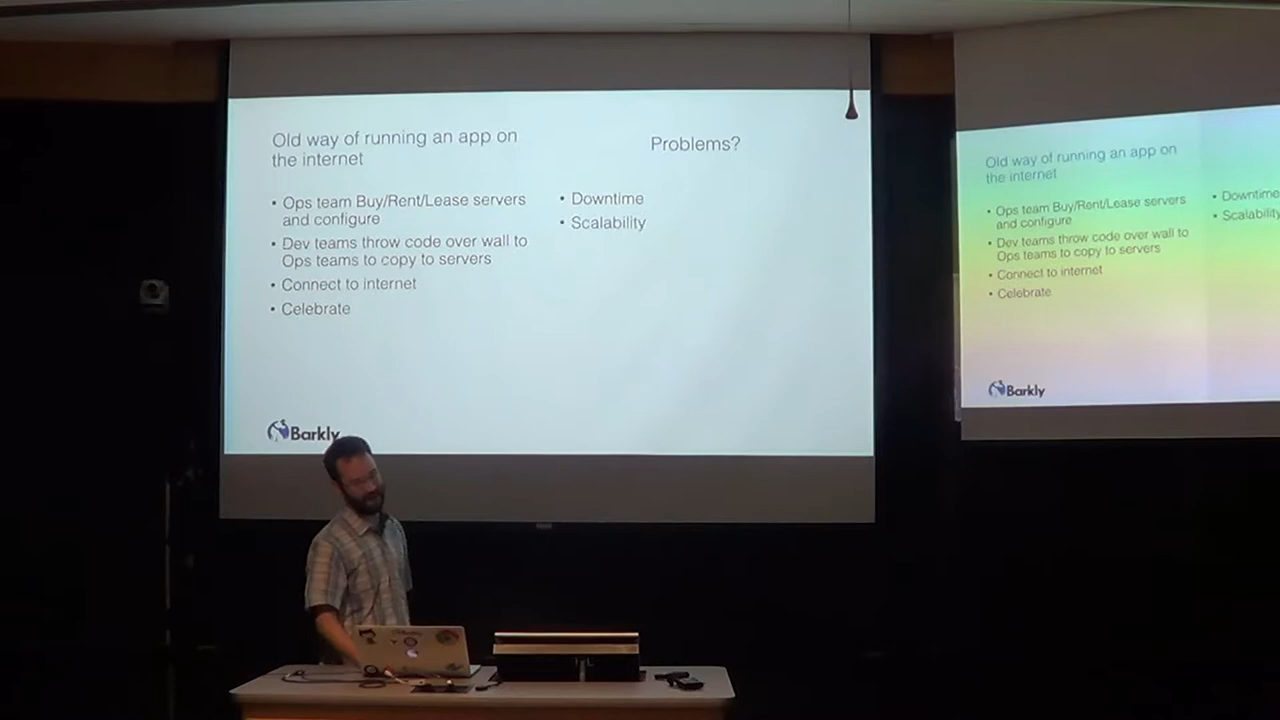 Old way of running an app on
the internet
• Ops team Buy/Rent/Lease servers
and configure
• Dev teams throw code over wall to
Ops teams to copy to servers
• Connect to internet
• Celebrate
Problems?
• Downtime
• Scalability
Barkly
Old way of running an app on
the internet
• Ops team Buy/Rent/Lease servers
and configure
• Dev teams throw code over wall to
Ops teams to copy to servers
• Connect to internet
• Celebrate
• Downtime
• Scalability
Barkly